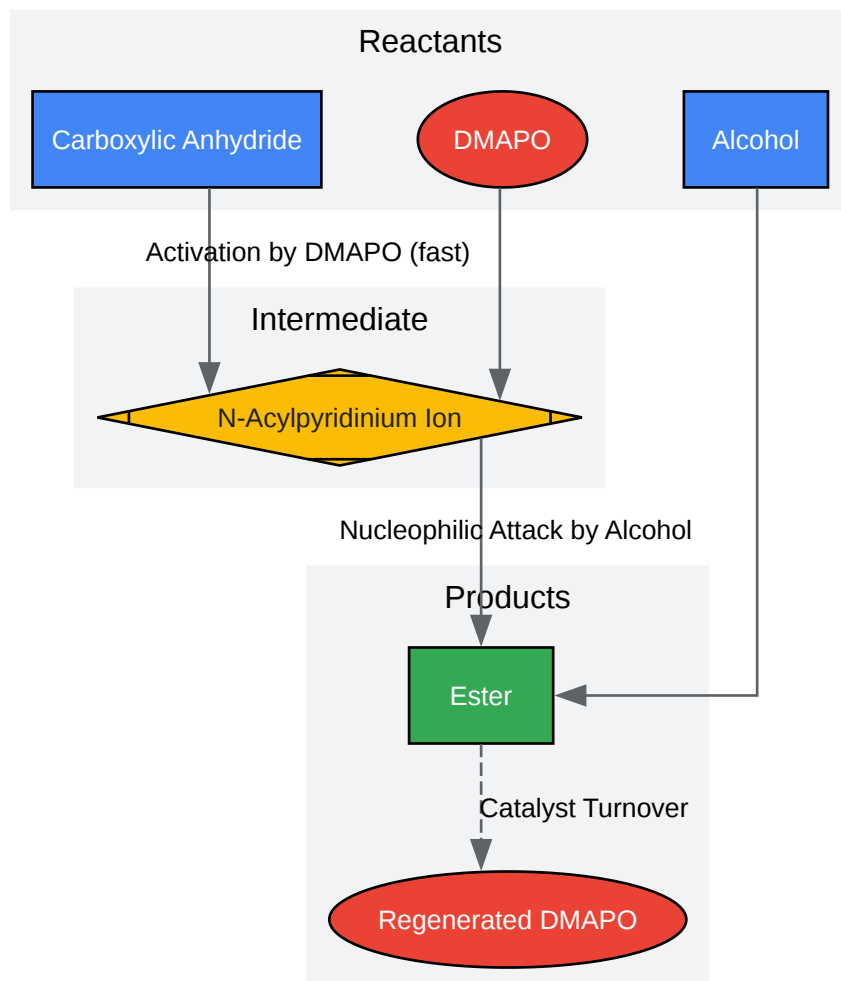 Reactants
Carboxylic Anhydride
DMAPO
Alcohol
Activation by DMAPO (fast)
Intermediate
N-Acylpyridinium Ion
Nucleophilic Attack by Alcohol
Products
Ester
Catalyst Turnover
Regenerated DMAPO